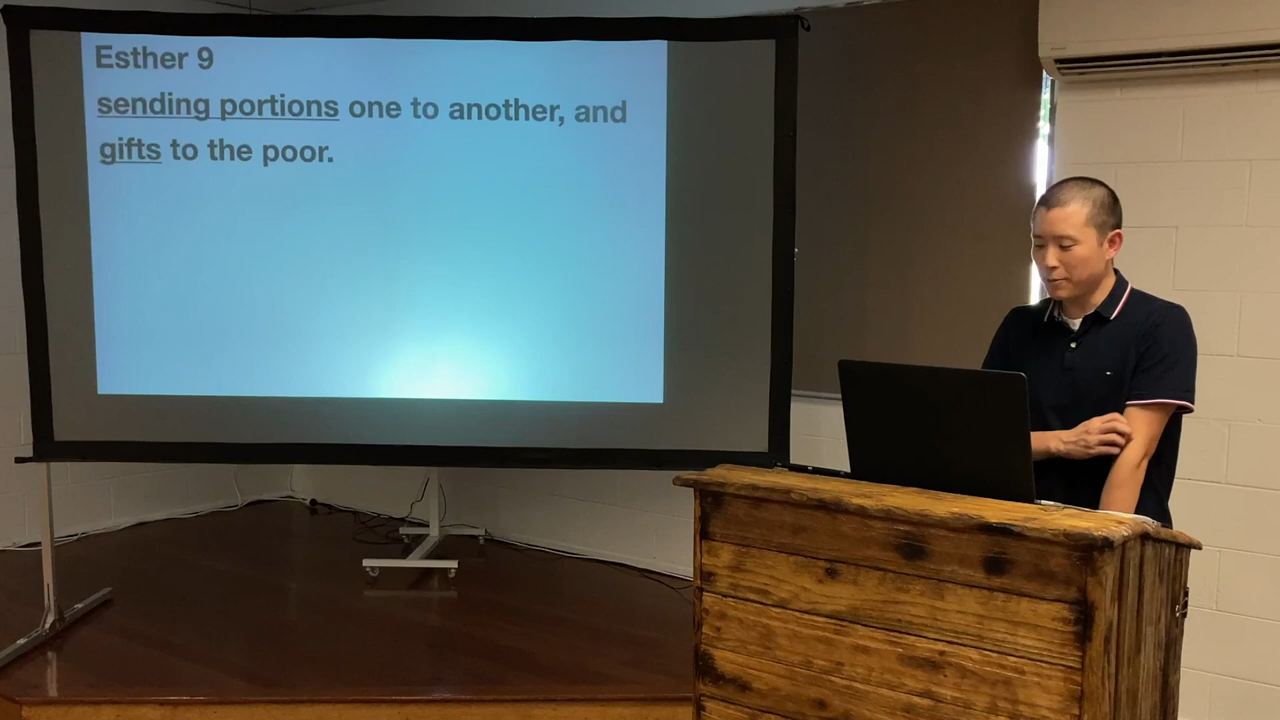 Esther 9
sending portions one to another, and
gifts to the poor.